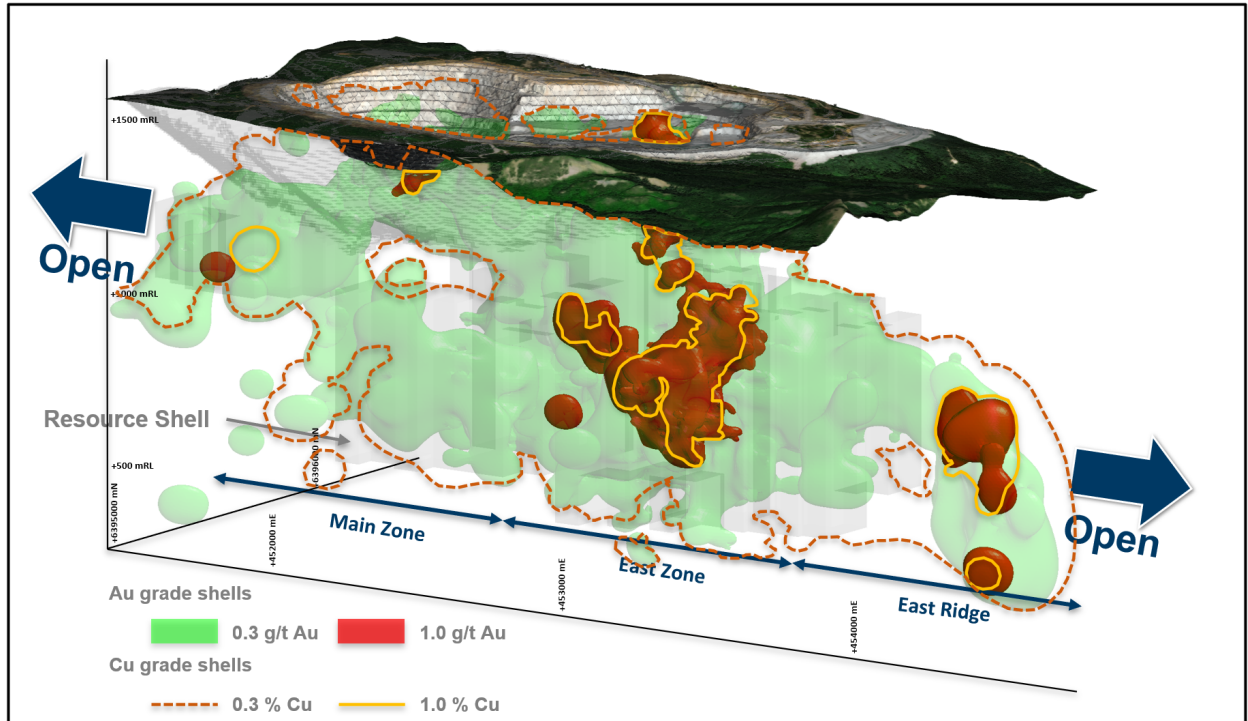 +1500 mRL
Open
+1000 mRL
Resource Shell
+500 mRL
+6395000 mN
+6396000 mN
Main Zone
East Zone
East Ridge
Open
+452000 mE
+453000 mE
+454000 mE
Au grade shells
0.3 g/t Au
1.0 g/t Au
Cu grade shells
0.3 % Cu
1.0 % Cu